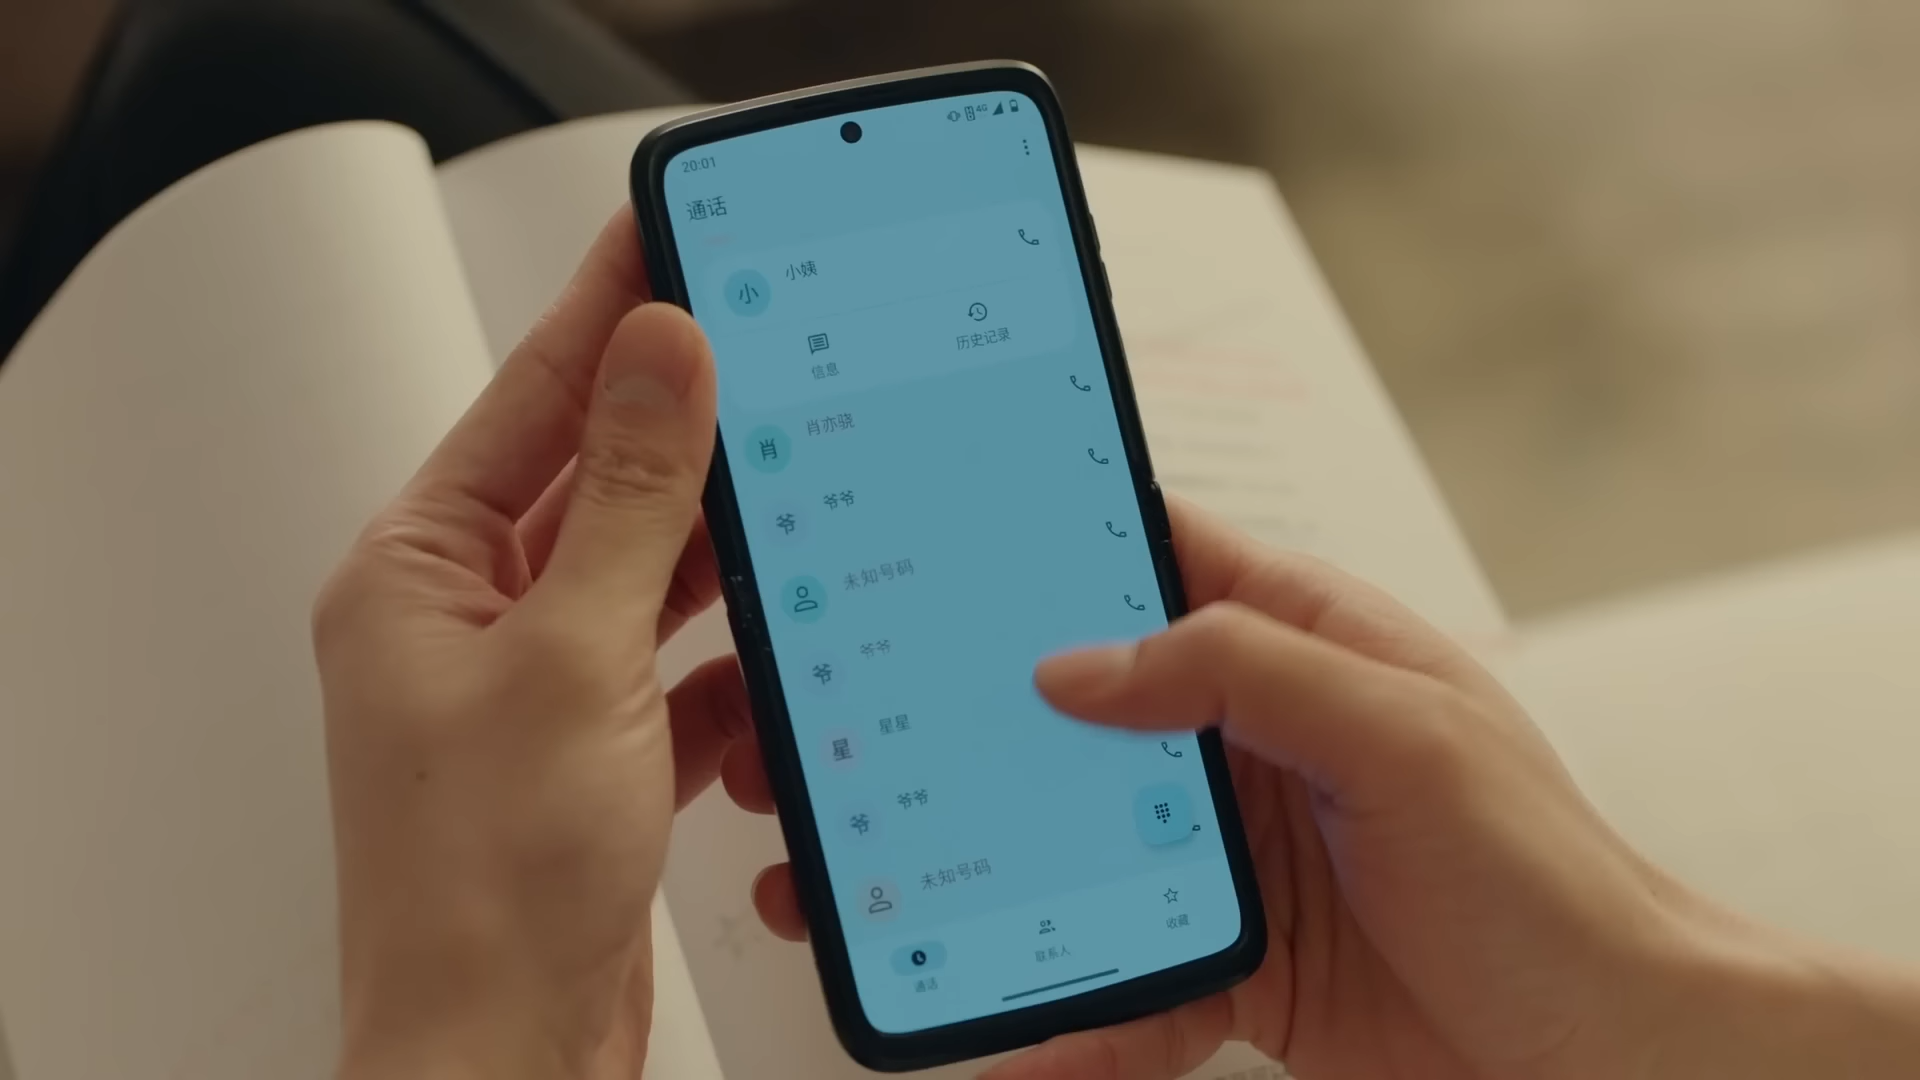 20:01
4G
通话
小
小姨
信息
历史记录
肖
肖亦骁
爷
爷爷
未知号码
爷
爷爷
星
星星
爷
爷爷
未知号码
通话
联系人
收藏